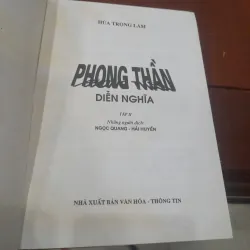 HỨA TRỌNG LÂM
PHONG THẦN
DIỄN NGHĨA
TẬP II
Những người dịch:
NGỌC QUANG - HẢI HUYỀN
NHÀ XUẤT BẢN VĂN HÓA - THÔNG TIN